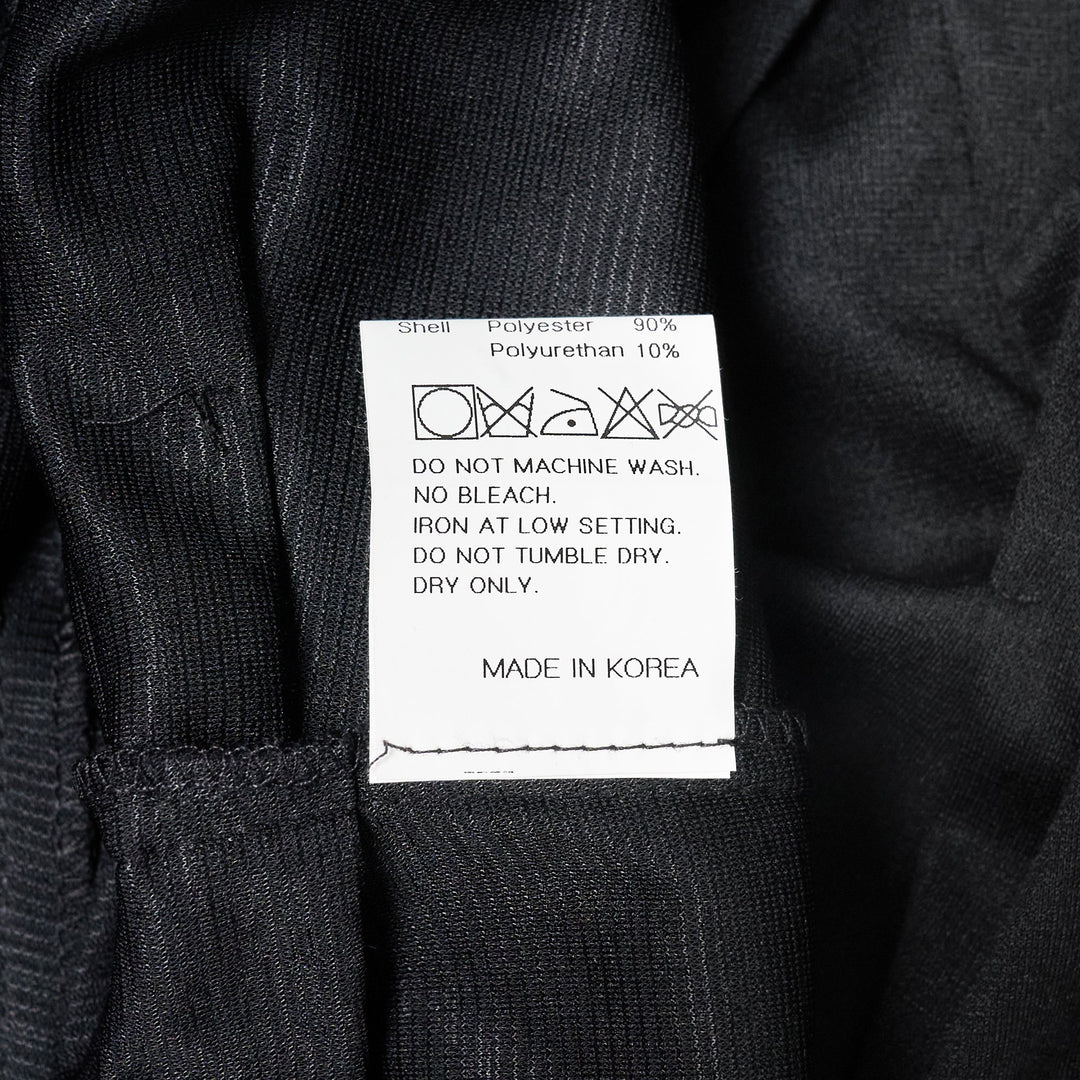 Shell Polyester 90%
Polyurethan 10%
DO NOT MACHINE WASH.
NO BLEACH.
IRON AT LOW SETTING.
DO NOT TUMBLE DRY.
DRY ONLY.
MADE IN KOREA